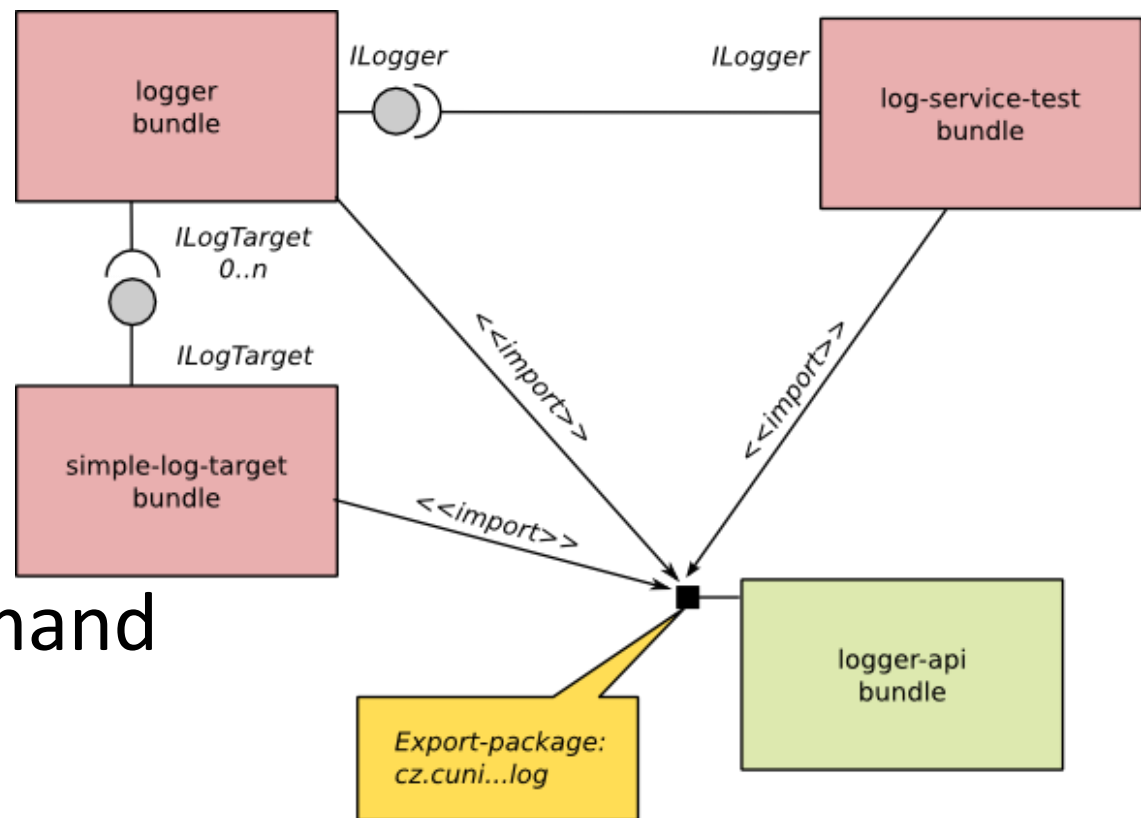 logger
bundle
ILogger
ILogger
log-service-test
bundle
ILogTarget
0..n
ILogTarget
simple-log-target
bundle
<<import>>
<<import>>
<<import>>
mand
logger-api
bundle
Export-package:
cz.cuni...log